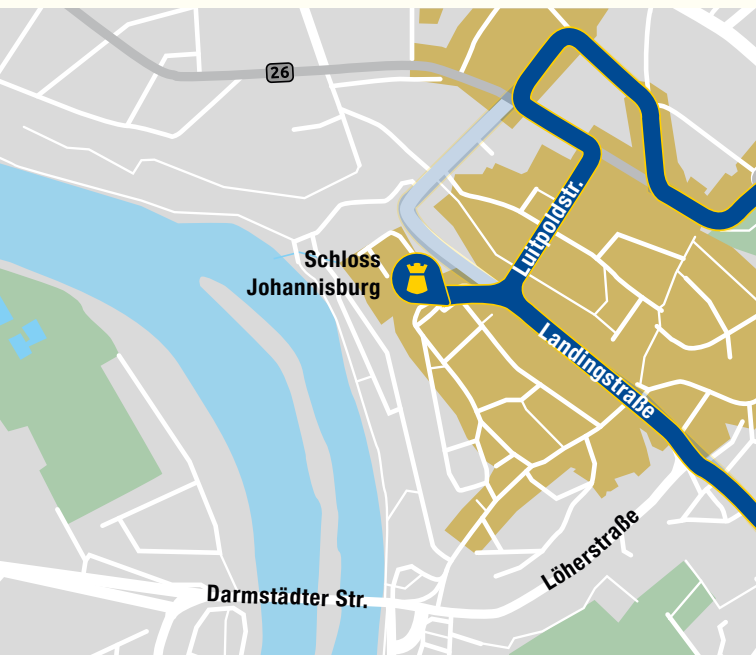 26
Luitpoldstr.
Schloss
Johannisburg
Landingstraße
Löherstraße
Darmstädter Str.